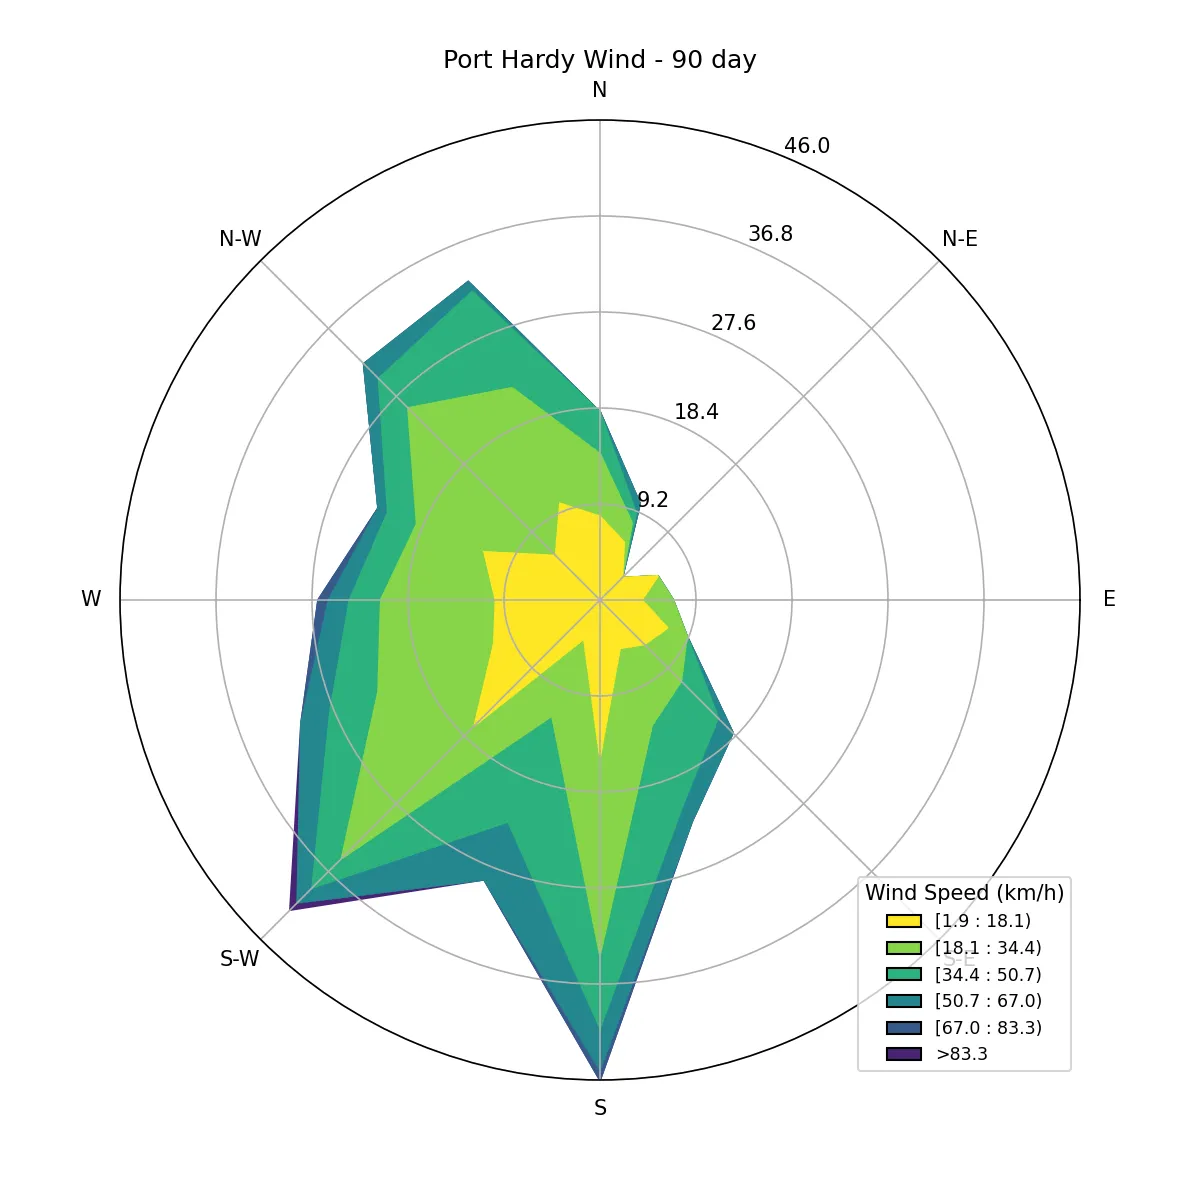 Port Hardy Wind - 90 day
N
46.0
36.8
N-W
N-E
27.6
18.4
9.2
W
E
Wind Speed (km/h)
[1.9 : 18.1)
[18.1 : 34.4)
S-W
S-E
[34.4 : 50.7)
[50.7 : 67.0)
[67.0 : 83.3)
>83.3
S